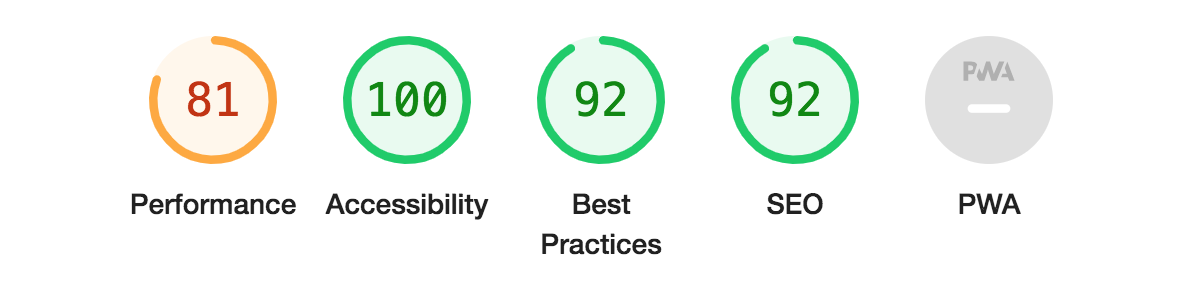 81
100
92
92
PWA
Performance
Accessibility
Best
Practices
SEO
PWA